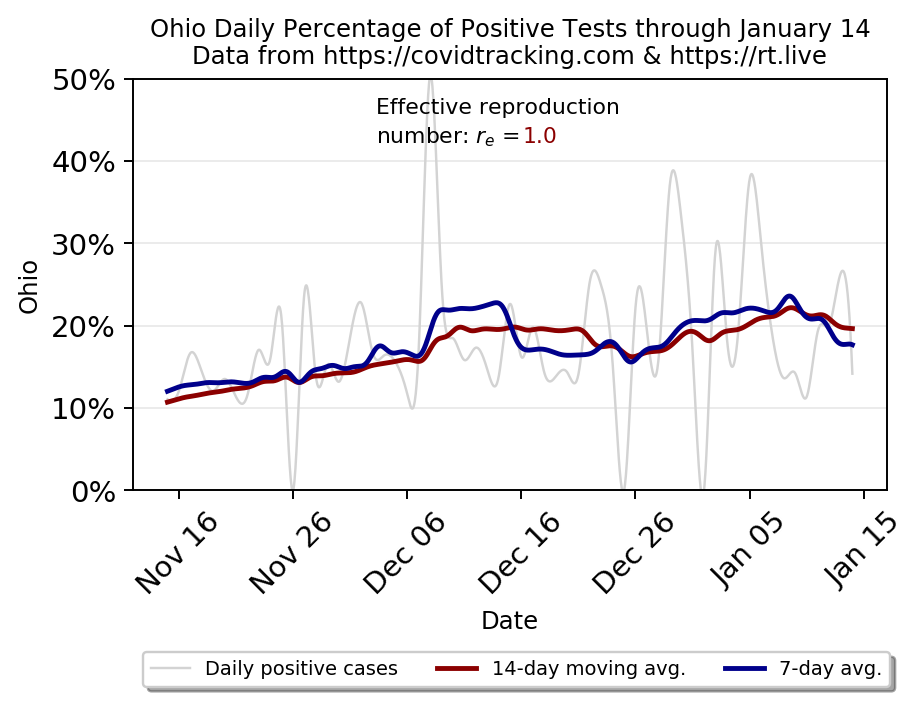 Ohio Daily Percentage of Positive Tests through January 14
Data from https://covidtracking.com & https://rt.live
50%
Effective reproduction
number: rₑ =1.0
40%
30%
20%
10%
0%
Ohio
Nov 16
Nov 26
Dec 06
Dec 16
Dec 26
Jan 05
Jan 15
Date
Daily positive cases
14-day moving avg.
7-day avg.